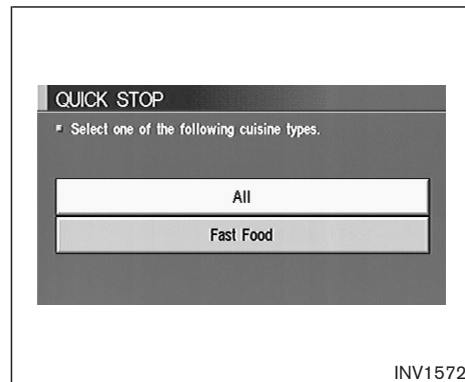 QUICK STOP
Select one of the following cuisine types.
All
Fast Food
INV1572